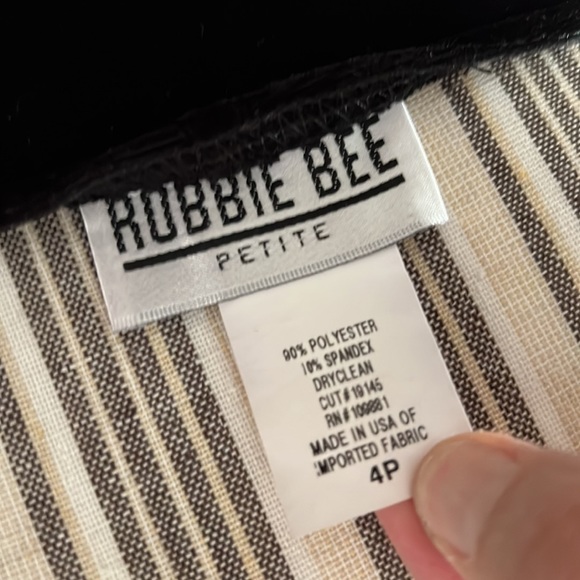 ROBBIE BEE
PETITE
90% POLYESTER
10% SPANDEX
DRYCLEAN
CUT# 19145
RN# 109881
MADE IN USA OF
IMPORTED FABRIC
4P